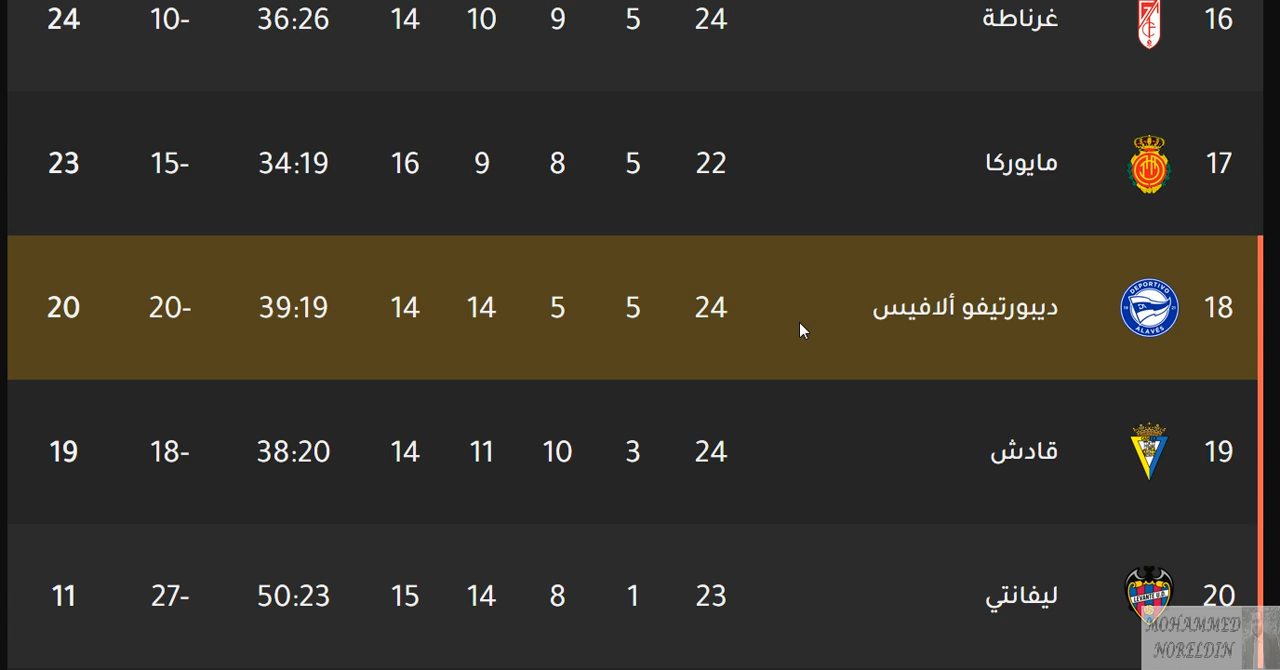 16 غرناطة 24 5 9 10 14 36:26 10- 24
17 مايوركا 22 5 8 9 16 34:19 15- 23
DEPORTIVO
ALAVÉS
18 ديبورتيفو ألافيس 24 5 5 14 14 39:19 20- 20
19 قادش 24 3 10 11 14 38:20 18- 19
LEVANTE U.D.
20 ليفانتي 23 1 8 14 15 50:23 27- 11
MOHAMMED
NORELDIN